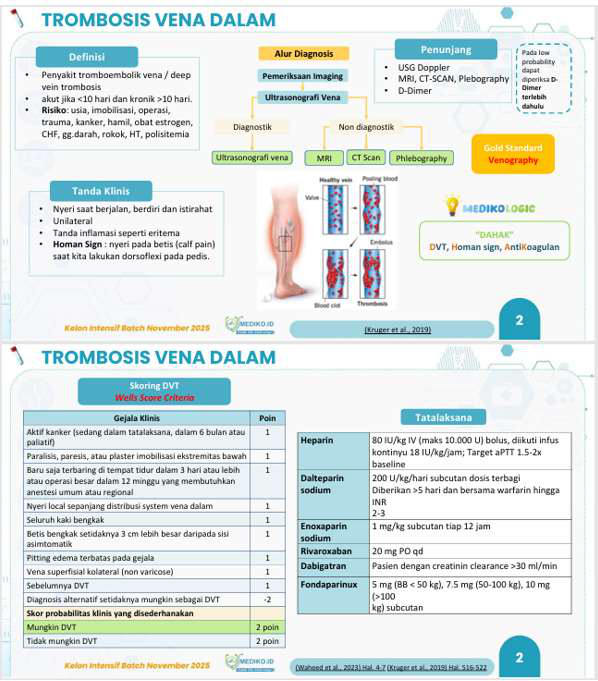 TROMBOSIS VENA DALAM
Definisi
• Penyakit tromboembolik vena / deep
vein trombosis
• akut jika <10 hari dan kronik >10 hari.
• Risiko: usia, imobilisasi, operasi,
trauma, kanker, hamil, obat estrogen,
CHF, gg.darah, rokok, HT, polisitemia
Alur Diagnosis
Pemeriksaan Imaging
Ultrasonografi Vena
Diagnostik
Non diagnostik
Ultrasonografi vena
MRI
CT Scan
Phlebography
Penunjang
• USG Doppler
• MRI, CT-SCAN, Plebography
• D-Dimer
Pada low
probability
dapat
diperiksa D-
Dimer
terlebih
dahulu
Gold Standard
Venography
Tanda Klinis
• Nyeri saat berjalan, berdiri dan istirahat
• Unilateral
• Tanda inflamasi seperti eritema
• Homan Sign : nyeri pada betis (calf pain)
saat kita lakukan dorsoflexi pada pedis.
Healthy vein
Pooling blood
Valve
Embolus
Blood clot
Thrombosis
MEDIKOLOGIC
"DAHAK"
DVT, Homan sign, AntiKoagulan
Kelon Intensif Batch November 2025
MEDIKO.ID
(Kruger et al., 2019)
2
TROMBOSIS VENA DALAM
Skoring DVT
Wells Score Criteria
Gejala Klinis Poin
Aktif kanker (sedang dalam tatalaksana, dalam 6 bulan atau
paliatif) 1
Paralisis, paresis, atau plaster imobilisasi ekstremitas bawah 1
Baru saja terbaring di tempat tidur dalam 3 hari atau lebih
atau operasi besar dalam 12 minggu yang membutuhkan
anestesi umum atau regional 1
Nyeri lokal sepanjang distribusi system vena dalam 1
Seluruh kaki bengkak 1
Betis bengkak setidaknya 3 cm lebih besar daripada sisi
asimtomatik 1
Pitting edema terbatas pada gejala 1
Vena superfisial kolateral (non varicose) 1
Sebelumnya DVT 1
Diagnosis alternatif setidaknya mungkin sebagai DVT -2
Skor probabilitas klinis yang disederhanakan
Mungkin DVT 2 poin
Tidak mungkin DVT 2 poin
Tatalaksana
Heparin 80 IU/kg IV (maks 10.000 U) bolus, diikuti infus
kontinyu 18 IU/kg/jam; Target aPTT 1.5-2x
baseline
Dalteparin
sodium
200 U/kg/hari subcutan dosis terbagi
Diberikan >5 hari dan bersama warfarin hingga
INR
2-3
Enoxaparin
sodium
1 mg/kg subcutan tiap 12 jam
Rivaroxaban 20 mg PO qd
Dabigatran Pasien dengan creatinin clearance >30 ml/min
Fondaparinux 5 mg (BB < 50 kg), 7.5 mg (50-100 kg), 10 mg
(>100
kg) subcutan
Kelon Intensif Batch November 2025
MEDIKO.ID
(Waheed et al., 2023) Hal. 4-7 (Kruger et al., 2019) Hal. 516-522
2